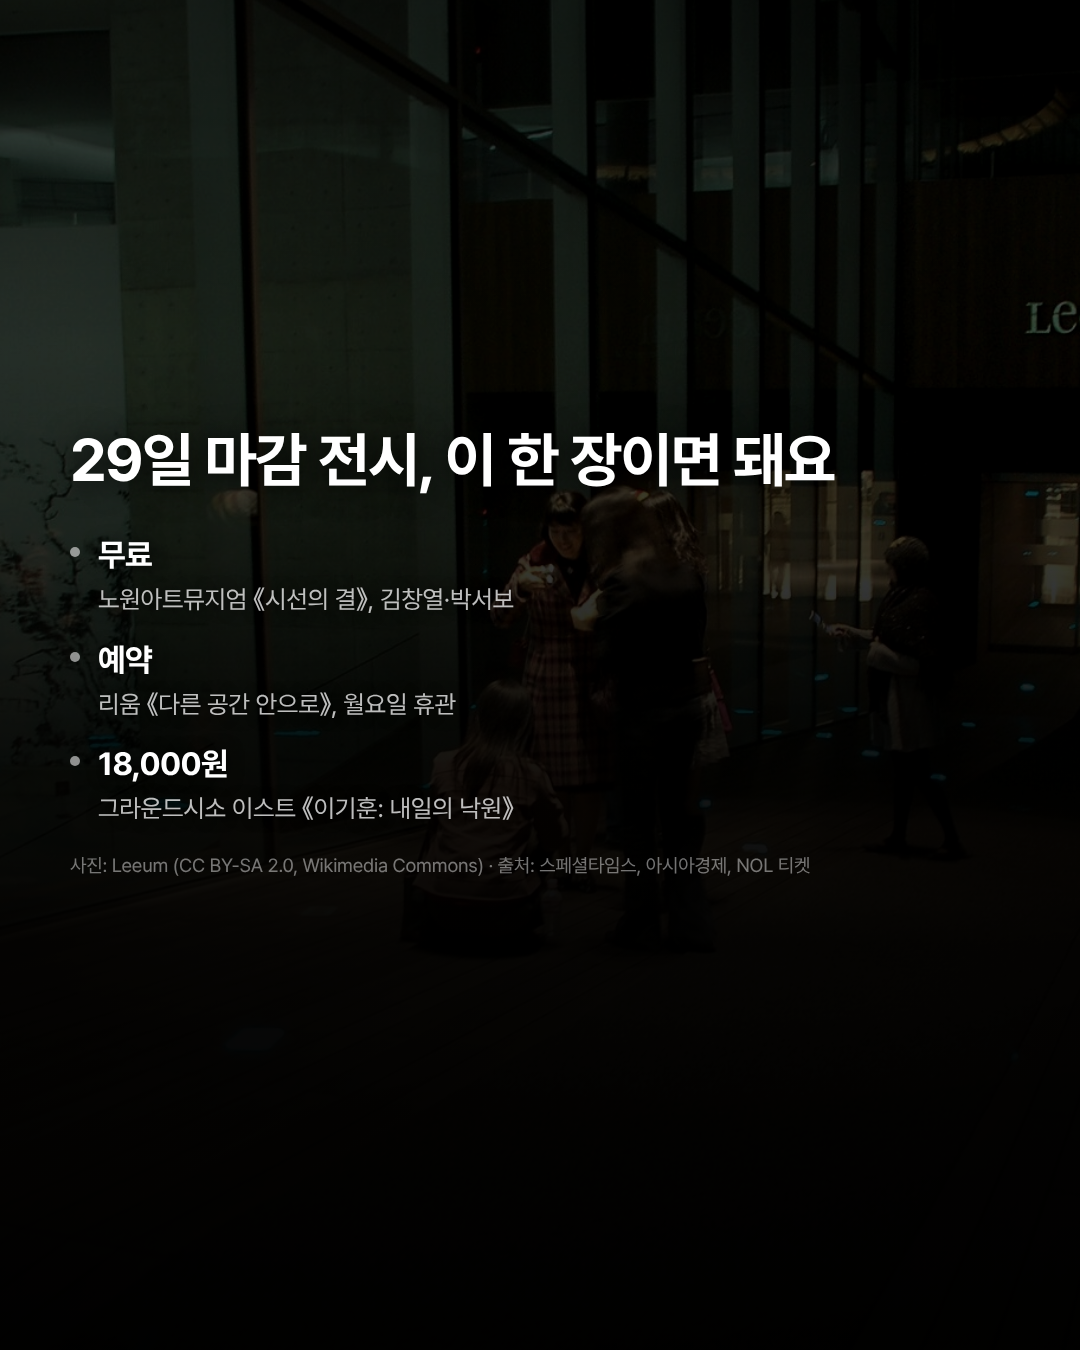 Lee
29일 마감 전시, 이 한 장이면 돼요
무료
노원아트뮤지엄 《시선의 결》, 김창열·박서보
예약
리움 《다른 공간 안으로》, 월요일 휴관
18,000원
그라운드시소 이스트 《이기훈: 내일의 낙원》
사진: Leeum (CC BY-SA 2.0, Wikimedia Commons) · 출처: 스페셜타임스, 아시아경제, NOL 티켓